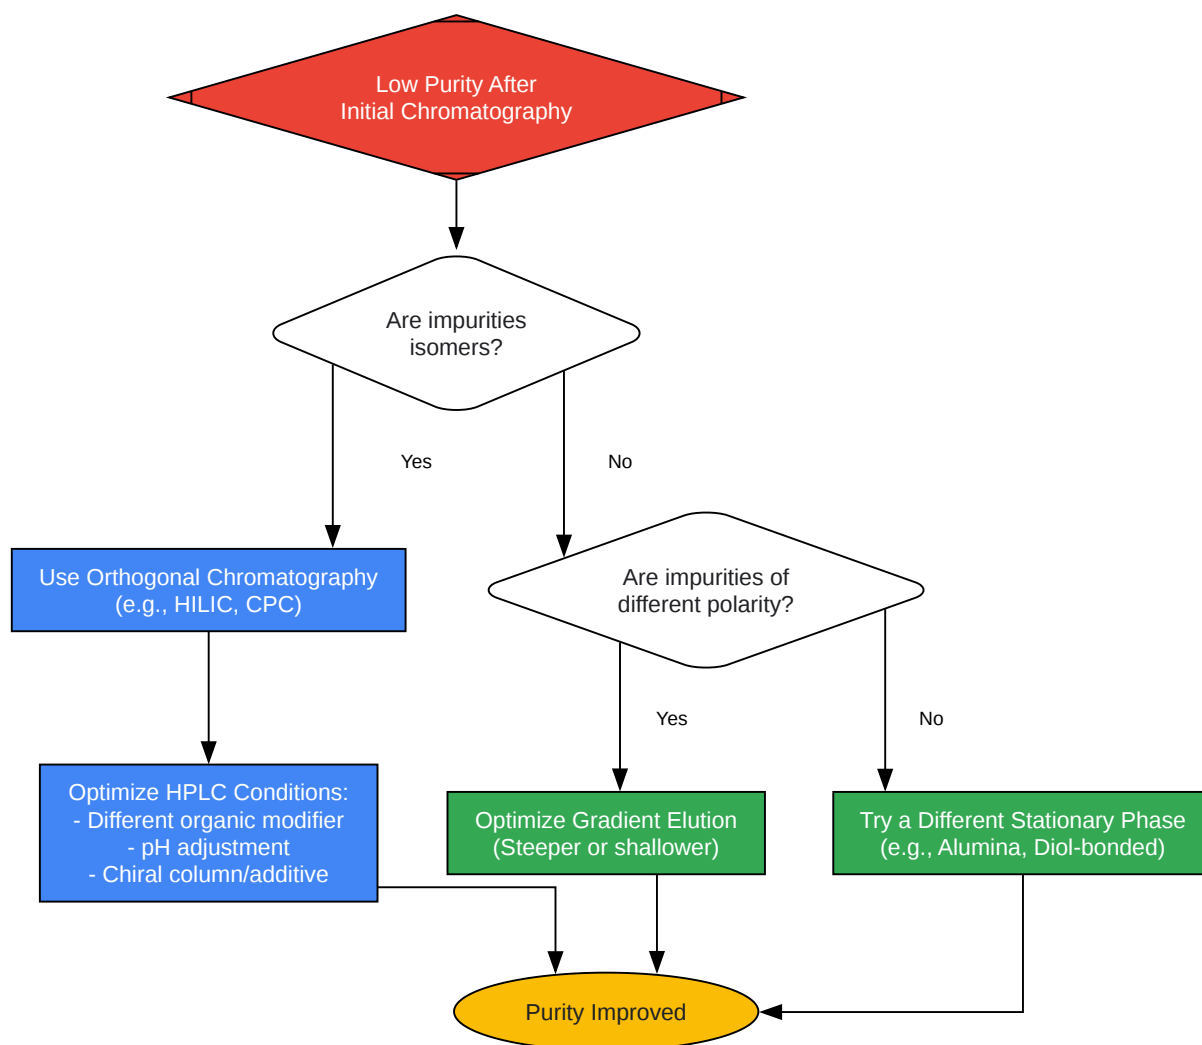 Low Purity After
Initial Chromatography
Are impurities
isomers?
Yes
No
Use Orthogonal Chromatography
(e.g., HILIC, CPC)
Are impurities of
different polarity?
Yes
No
Optimize HPLC Conditions:
- Different organic modifier
- pH adjustment
- Chiral column/additive
Optimize Gradient Elution
(Steeper or shallower)
Try a Different Stationary Phase
(e.g., Alumina, Diol-bonded)
Purity Improved